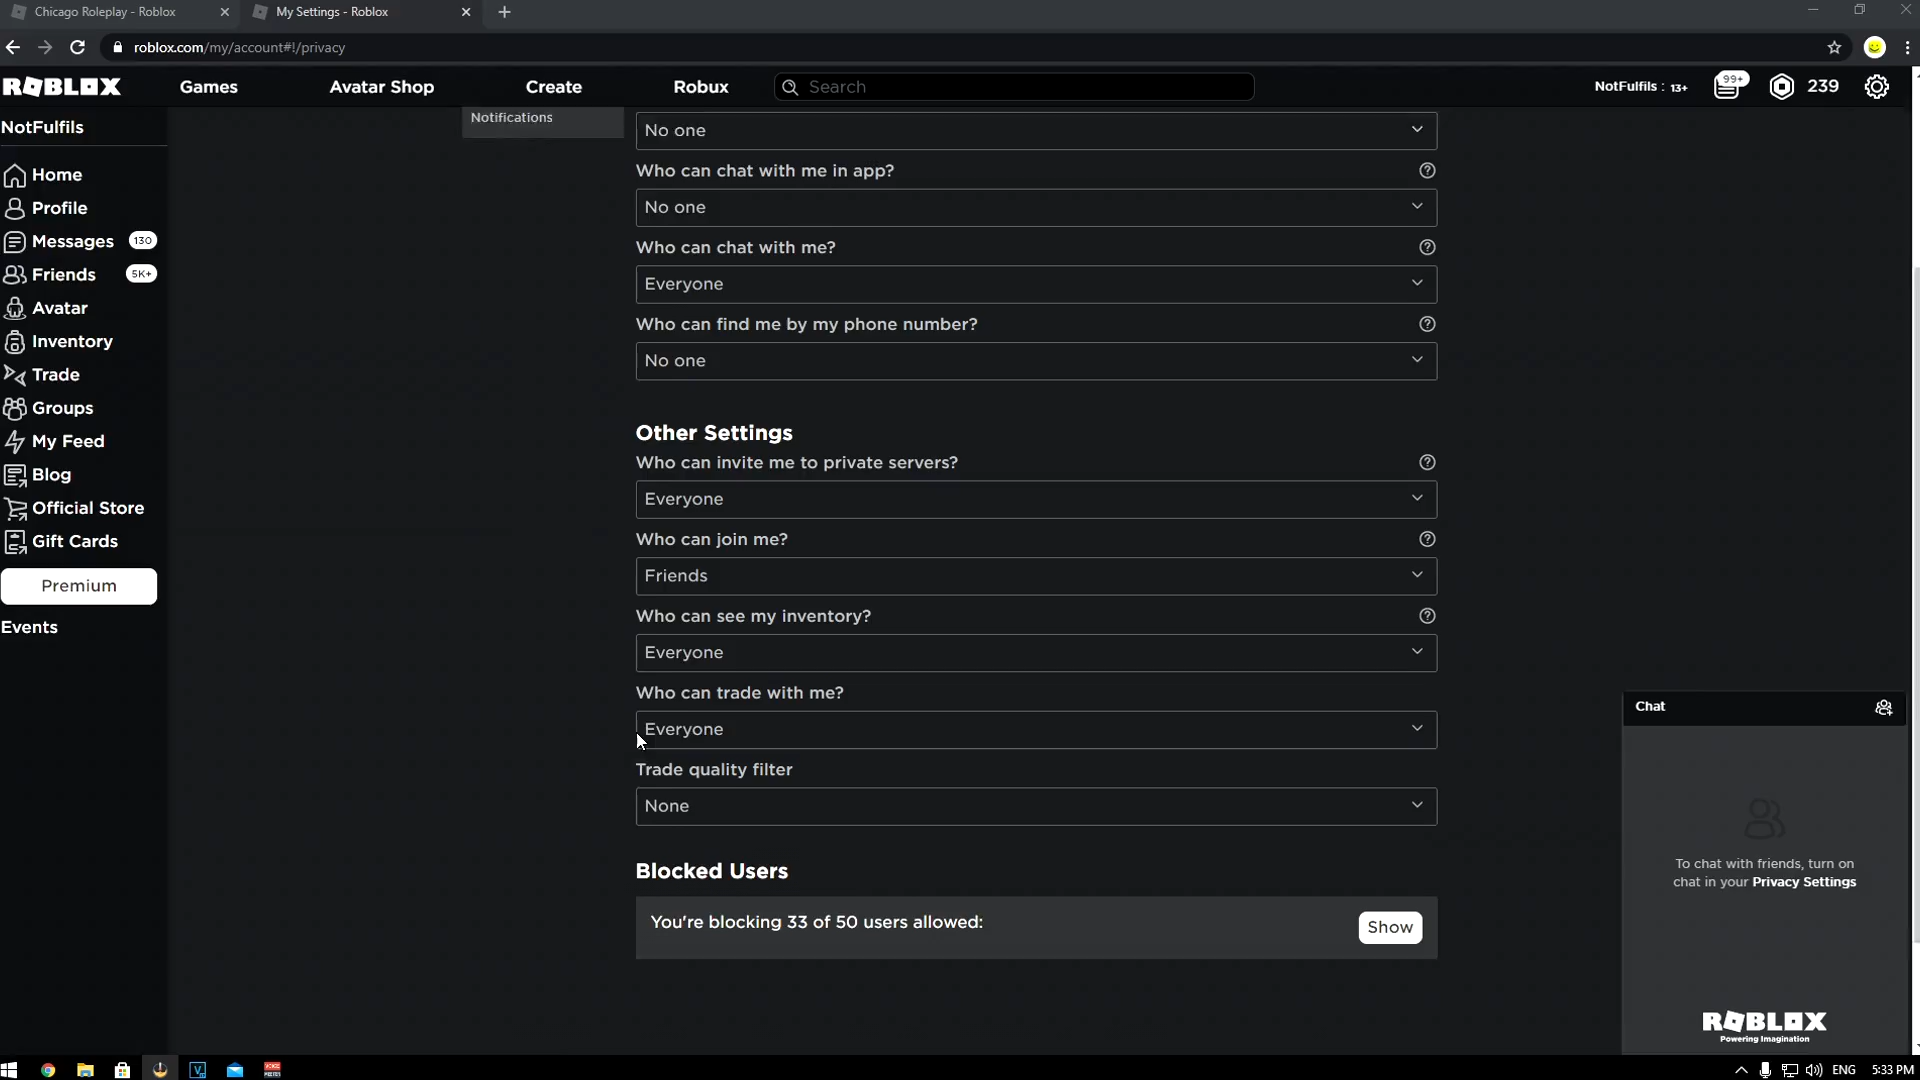 Chicago Roleplay - Roblox
My Settings - Roblox
roblox.com/my/account#!/privacy
ROBLOX
Games
Avatar Shop
Create
Robux
Search
NotFulfils : 13+
99+
239
NotFulfils
Home
Profile
Messages 130
Friends 5K+
Avatar
Inventory
Trade
Groups
My Feed
Blog
Official Store
Gift Cards
Premium
Events
Notifications
No one
Who can chat with me in app?
No one
Who can chat with me?
Everyone
Who can find me by my phone number?
No one
Other Settings
Who can invite me to private servers?
Everyone
Who can join me?
Friends
Who can see my inventory?
Everyone
Who can trade with me?
Everyone
Trade quality filter
None
Blocked Users
You're blocking 33 of 50 users allowed:
Show
Chat
To chat with friends, turn on
chat in your Privacy Settings
ROBLOX
Powering Imagination
ENG
5:33 PM